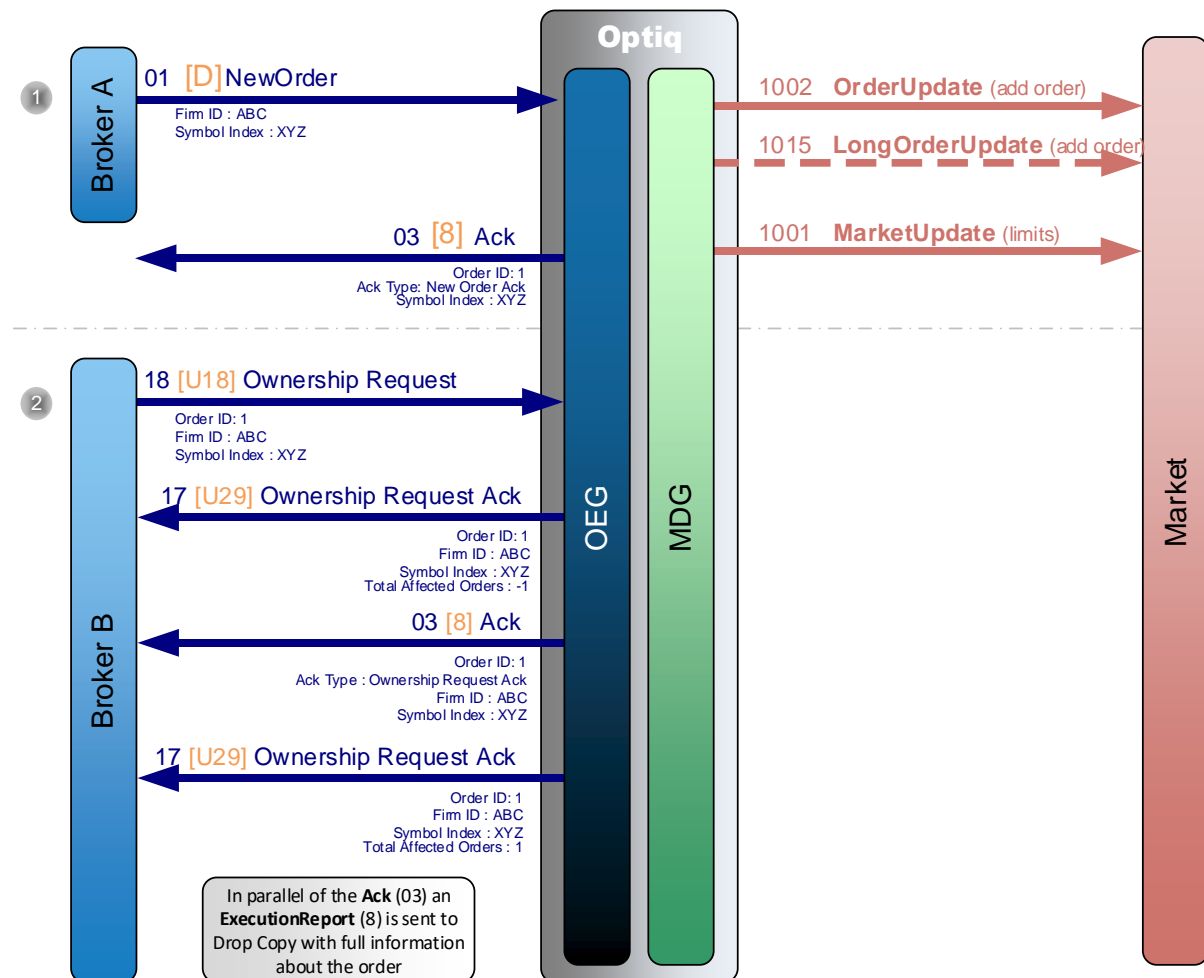 Optiq
1
Broker A
01 [D] NewOrder
Firm ID : ABC
Symbol Index : XYZ
1002 OrderUpdate (add order)
1015 LongOrderUpdate (add order)
03 [8] Ack
Order ID: 1
Ack Type: New Order Ack
Symbol Index : XYZ
1001 MarketUpdate (limits)
2
Broker B
18 [U18] Ownership Request
Order ID: 1
Firm ID : ABC
Symbol Index : XYZ
17 [U29] Ownership Request Ack
Order ID: 1
Firm ID : ABC
Symbol Index : XYZ
Total Affected Orders : -1
03 [8] Ack
Order ID: 1
Ack Type : Ownership Request Ack
Firm ID : ABC
Symbol Index : XYZ
17 [U29] Ownership Request Ack
Order ID: 1
Firm ID : ABC
Symbol Index : XYZ
Total Affected Orders : 1
OEG
MDG
Market
In parallel of the Ack (03) an
ExecutionReport (8) is sent to
Drop Copy with full information
about the order